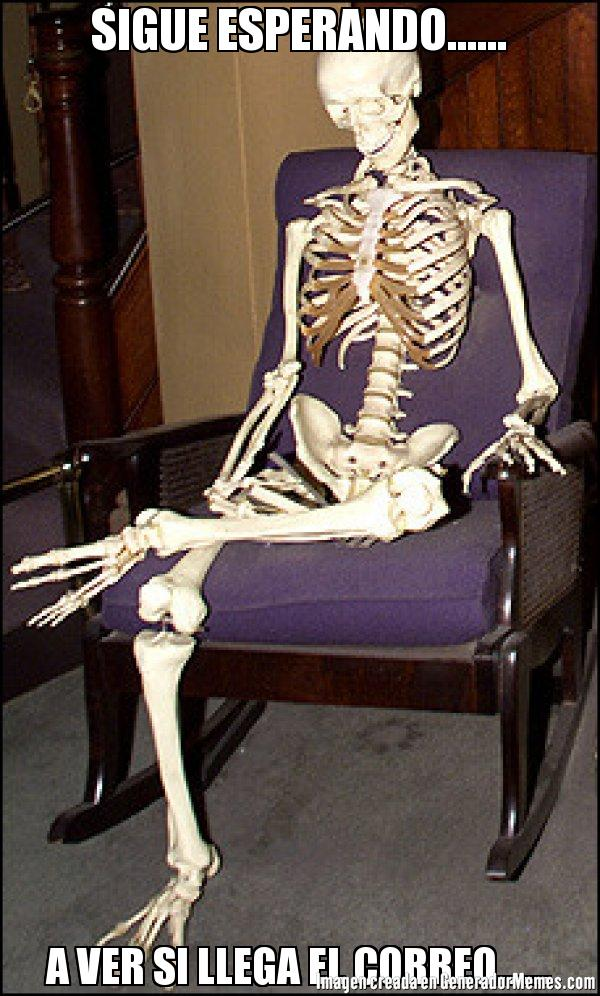 SIGUE ESPERANDO......
A VER SI LLEGA EL CORREO......
Imagen creada en GeneradorMemes.com